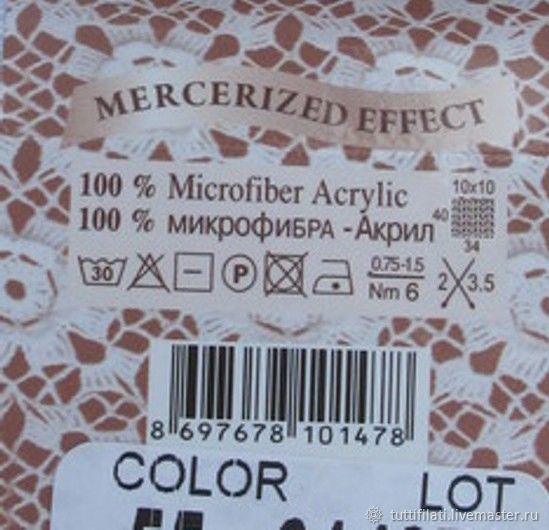 MERCERIZED EFFECT
100 % Microfiber Acrylic
100 % микрофибра -Акрил
10x10
40
34
30
P
0.75-1.5
Nm 6
2 3.5
8 697678 101478
COLOR LOT
tuttifilati.livemaster.ru